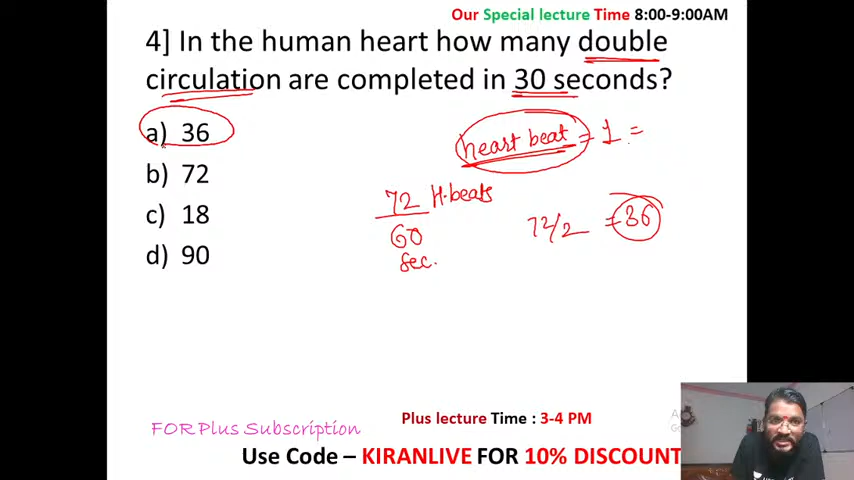 Our Special lecture Time 8:00-9:00AM
4] In the human heart how many double
circulation are completed in 30 seconds?
a) 36
heart beat = 1 =
b) 72
72 H.beats
60
sec.
72/2 = 36
c) 18
d) 90
Plus lecture Time : 3-4 PM
FOR Plus Subscription
Use Code – KIRANLIVE FOR 10% DISCOUNT